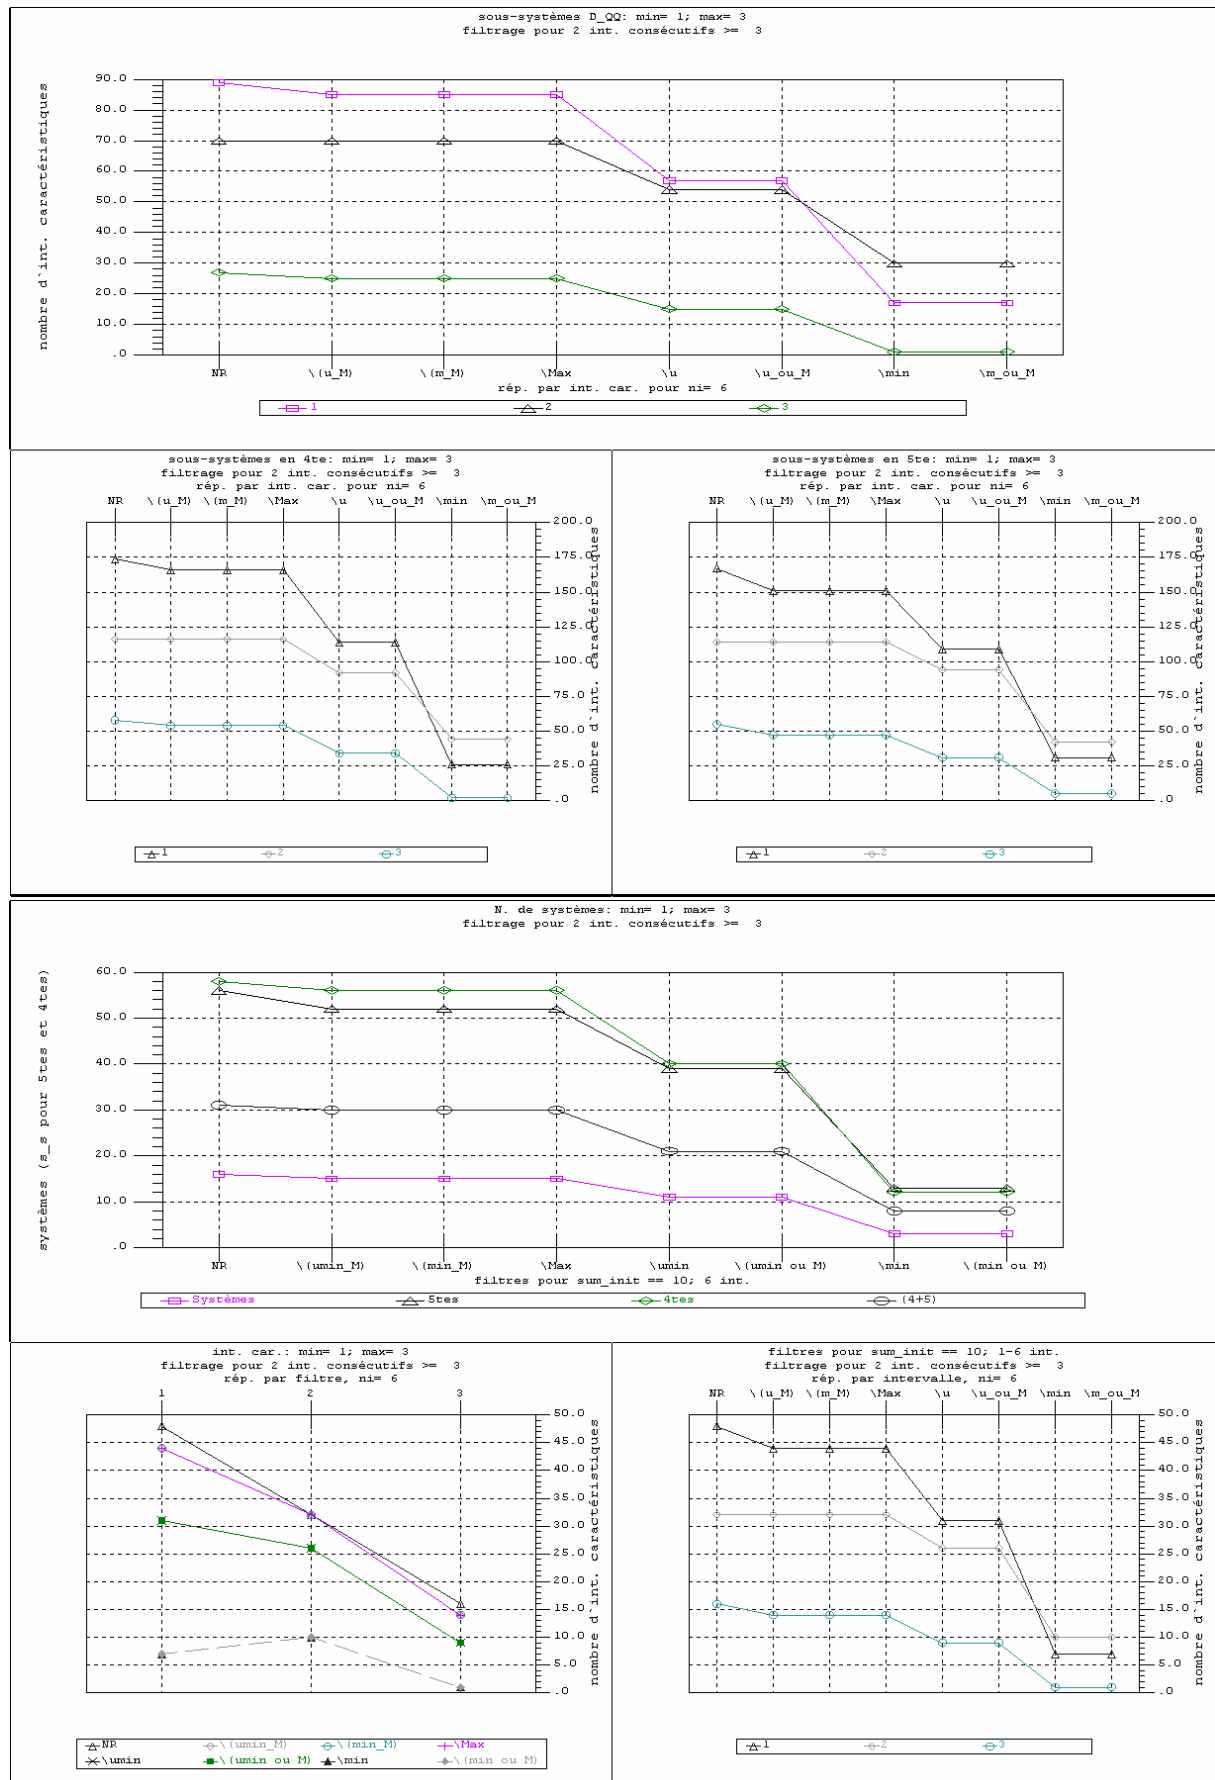 sous-systèmes D_QQ: min= 1; max= 3
filtrage pour 2 int. consécutifs >= 3
nombre d`int. caractéristiques
90.0
80.0
70.0
60.0
50.0
40.0
30.0
20.0
10.0
.0
NR \(u_M) \(m_M) \Max \u \u_ou_M \min \m_ou_M
rép. par int. car. pour ni= 6
1 2 3
sous-systèmes en 4te: min= 1; max= 3
filtrage pour 2 int. consécutifs >= 3
rép. par int. car. pour ni= 6
NR \(u_M) \(m_M) \Max \u \u_ou_M \min \m_ou_M
200.0
175.0
150.0
125.0
100.0
75.0
50.0
25.0
.0
nombre d`int. caractéristiques
1 2 3
sous-systèmes en 5te: min= 1; max= 3
filtrage pour 2 int. consécutifs >= 3
rép. par int. car. pour ni= 6
NR \(u_M) \(m_M) \Max \u \u_ou_M \min \m_ou_M
200.0
175.0
150.0
125.0
100.0
75.0
50.0
25.0
.0
nombre d`int. caractéristiques
1 2 3
N. de systèmes: min= 1; max= 3
filtrage pour 2 int. consécutifs >= 3
systèmes (s_s pour 5tes et 4tes)
60.0
50.0
40.0
30.0
20.0
10.0
.0
NR \(umin_M) \(min_M) \Max \umin \(umin ou M) \min \(min ou M)
filtres pour sum_init == 10; 6 int.
Systèmes 5tes 4tes (4+5)
int. car.: min= 1; max= 3
filtrage pour 2 int. consécutifs >= 3
rép. par filtre, ni= 6
1 2 3
50.0
45.0
40.0
35.0
30.0
25.0
20.0
15.0
10.0
5.0
.0
nombre d`int. caractéristiques
NR \(umin_M) \(min_M) \Max
\umin \(umin ou M) \min \(min ou M)
filtres pour sum_init == 10; 1-6 int.
filtrage pour 2 int. consécutifs >= 3
rép. par intervalle, ni= 6
NR \(u_M) \(m_M) \Max \u \u_ou_M \min \m_ou_M
50.0
45.0
40.0
35.0
30.0
25.0
20.0
15.0
10.0
5.0
.0
nombre d`int. caractéristiques
1 2 3